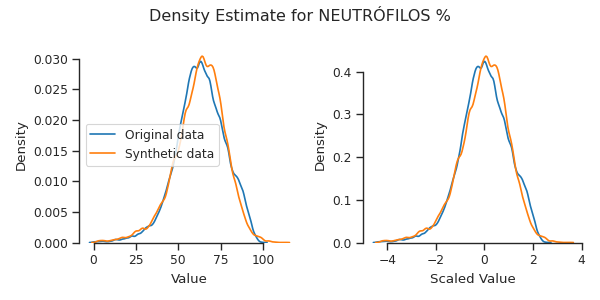 Density Estimate for NEUTRÓFILOS %
Density
0.030
0.025
0.020
0.015
0.010
0.005
0.000
Original data
Synthetic data
0 25 50 75 100
Value
Density
0.4
0.3
0.2
0.1
0.0
−4 −2 0 2 4
Scaled Value